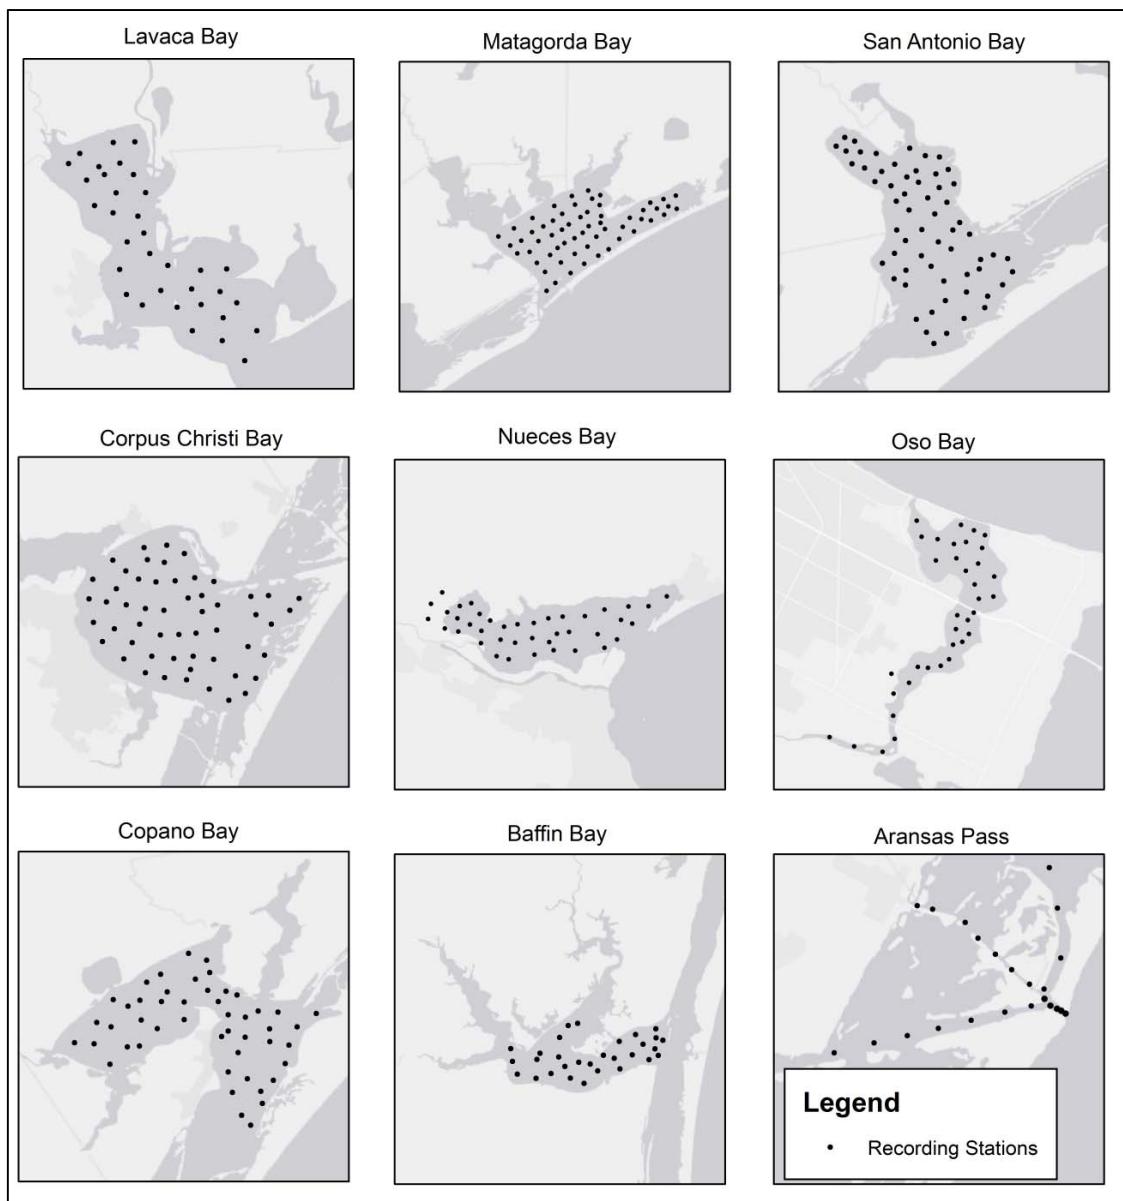 Lavaca Bay
Matagorda Bay
San Antonio Bay
Corpus Christi Bay
Nueces Bay
Oso Bay
Copano Bay
Baffin Bay
Aransas Pass
Legend
Recording Stations